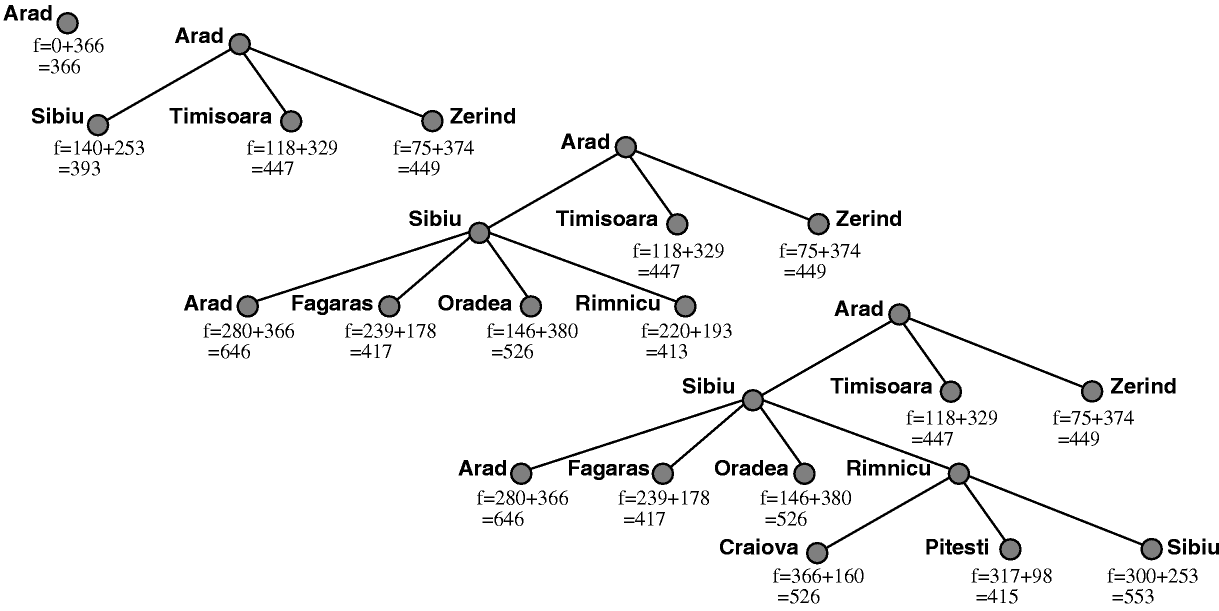 Arad
f=0+366
=366
Arad
Sibiu
f=140+253
=393
Timisoara
f=118+329
=447
Zerind
f=75+374
=449
Arad
Sibiu
Timisoara
f=118+329
=447
Zerind
f=75+374
=449
Arad
f=280+366
=646
Fagaras
f=239+178
=417
Oradea
f=146+380
=526
Rimnicu
f=220+193
=413
Arad
Sibiu
Timisoara
f=118+329
=447
Zerind
f=75+374
=449
Arad
f=280+366
=646
Fagaras
f=239+178
=417
Oradea
f=146+380
=526
Rimnicu
Craiova
f=366+160
=526
Pitesti
f=317+98
=415
Sibiu
f=300+253
=553